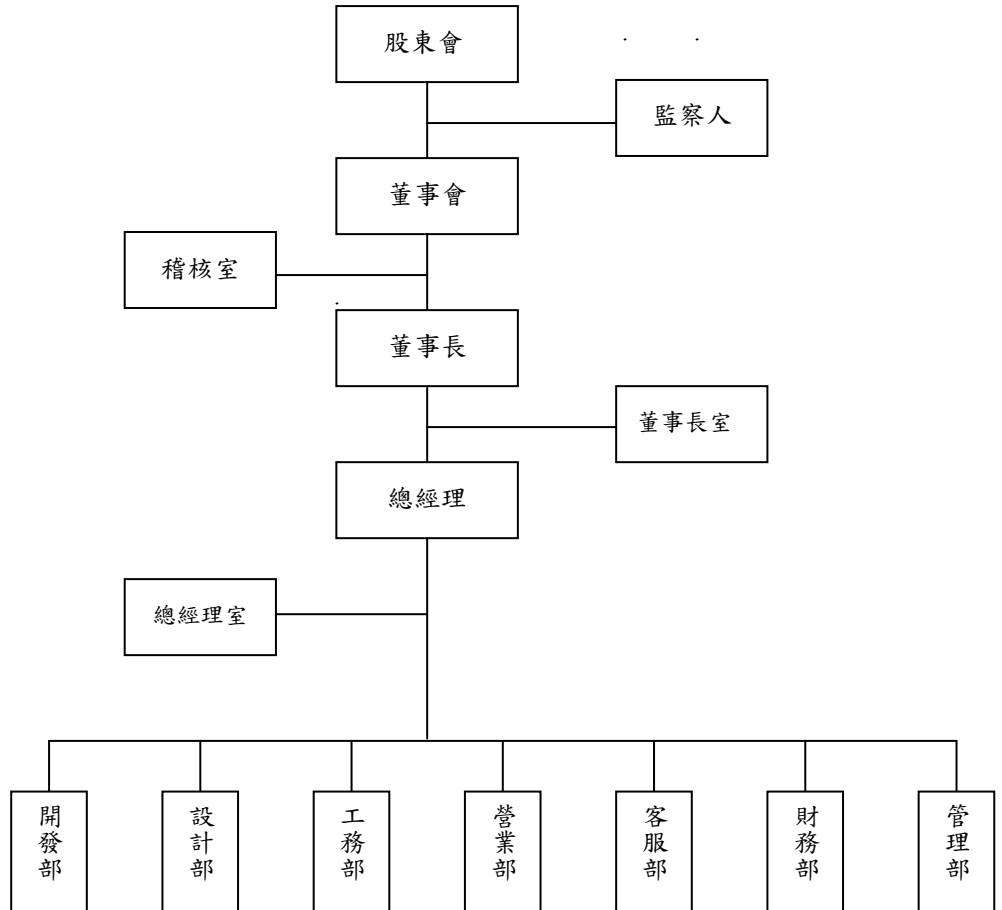 股東會
監察人
董事會
稽核室
董事長
董事長室
總經理
總經理室
開發部
設計部
工務部
營業部
客服部
財務部
管理部